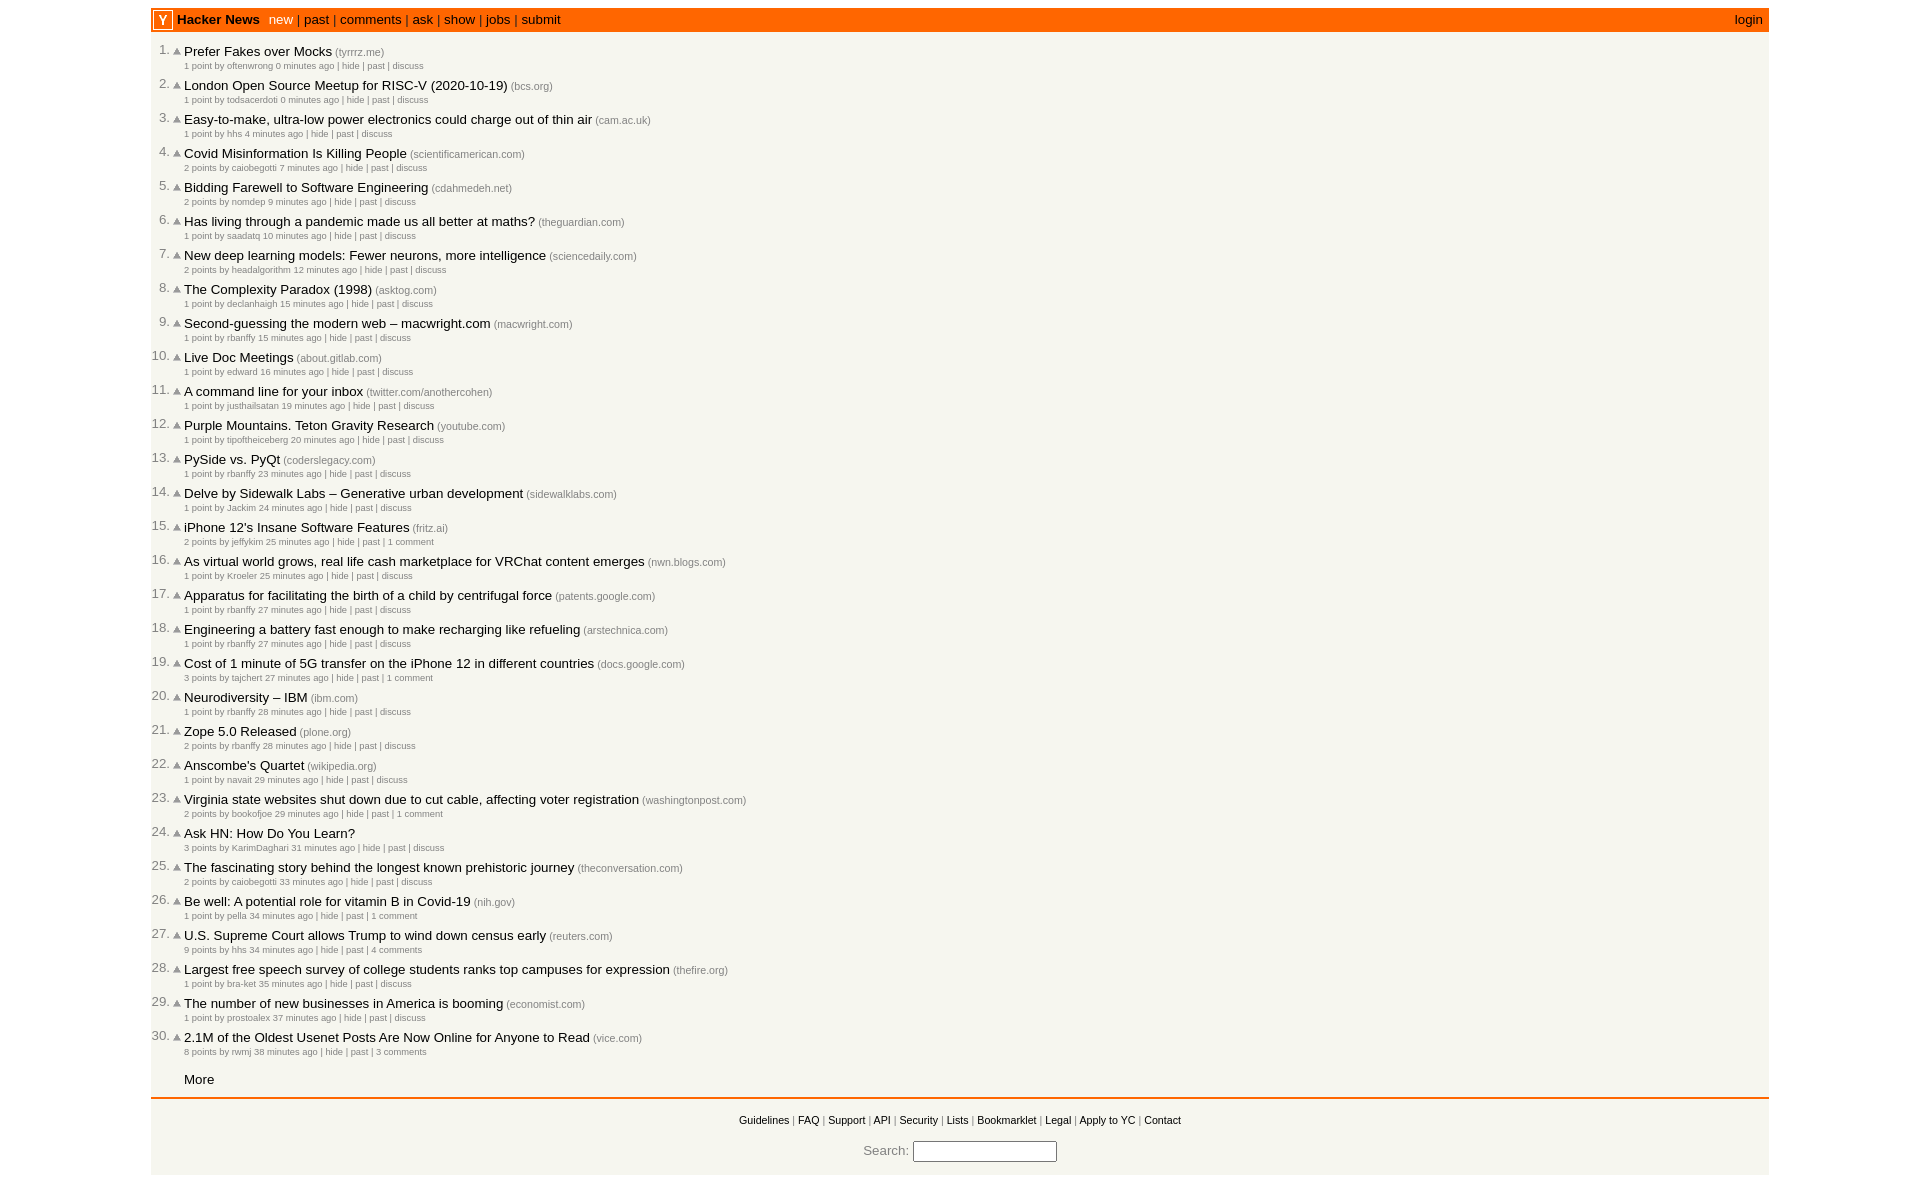 Y Hacker News new | past | comments | ask | show | jobs | submit login
1. Prefer Fakes over Mocks (tyrrrz.me)
1 point by oftenwrong 0 minutes ago | hide | past | discuss
2. London Open Source Meetup for RISC-V (2020-10-19) (bcs.org)
1 point by todsacerdoti 0 minutes ago | hide | past | discuss
3. Easy-to-make, ultra-low power electronics could charge out of thin air (cam.ac.uk)
1 point by hhs 4 minutes ago | hide | past | discuss
4. Covid Misinformation Is Killing People (scientificamerican.com)
2 points by caiobegotti 7 minutes ago | hide | past | discuss
5. Bidding Farewell to Software Engineering (cdahmedeh.net)
2 points by nomdep 9 minutes ago | hide | past | discuss
6. Has living through a pandemic made us all better at maths? (theguardian.com)
1 point by saadatq 10 minutes ago | hide | past | discuss
7. New deep learning models: Fewer neurons, more intelligence (sciencedaily.com)
2 points by headalgorithm 12 minutes ago | hide | past | discuss
8. The Complexity Paradox (1998) (asktog.com)
1 point by declanhaigh 15 minutes ago | hide | past | discuss
9. Second-guessing the modern web – macwright.com (macwright.com)
1 point by rbanffy 15 minutes ago | hide | past | discuss
10. Live Doc Meetings (about.gitlab.com)
1 point by edward 16 minutes ago | hide | past | discuss
11. A command line for your inbox (twitter.com/anothercohen)
1 point by justhailsatan 19 minutes ago | hide | past | discuss
12. Purple Mountains. Teton Gravity Research (youtube.com)
1 point by tipoftheiceberg 20 minutes ago | hide | past | discuss
13. PySide vs. PyQt (coderslegacy.com)
1 point by rbanffy 23 minutes ago | hide | past | discuss
14. Delve by Sidewalk Labs – Generative urban development (sidewalklabs.com)
1 point by Jackim 24 minutes ago | hide | past | discuss
15. iPhone 12's Insane Software Features (fritz.ai)
2 points by jeffykim 25 minutes ago | hide | past | 1 comment
16. As virtual world grows, real life cash marketplace for VRChat content emerges (nwn.blogs.com)
1 point by Kroeler 25 minutes ago | hide | past | discuss
17. Apparatus for facilitating the birth of a child by centrifugal force (patents.google.com)
1 point by rbanffy 27 minutes ago | hide | past | discuss
18. Engineering a battery fast enough to make recharging like refueling (arstechnica.com)
1 point by rbanffy 27 minutes ago | hide | past | discuss
19. Cost of 1 minute of 5G transfer on the iPhone 12 in different countries (docs.google.com)
3 points by tajchert 27 minutes ago | hide | past | 1 comment
20. Neurodiversity – IBM (ibm.com)
1 point by rbanffy 28 minutes ago | hide | past | discuss
21. Zope 5.0 Released (plone.org)
2 points by rbanffy 28 minutes ago | hide | past | discuss
22. Anscombe's Quartet (wikipedia.org)
1 point by navait 29 minutes ago | hide | past | discuss
23. Virginia state websites shut down due to cut cable, affecting voter registration (washingtonpost.com)
2 points by bookofjoe 29 minutes ago | hide | past | 1 comment
24. Ask HN: How Do You Learn?
3 points by KarimDaghari 31 minutes ago | hide | past | discuss
25. The fascinating story behind the longest known prehistoric journey (theconversation.com)
2 points by caiobegotti 33 minutes ago | hide | past | discuss
26. Be well: A potential role for vitamin B in Covid-19 (nih.gov)
1 point by pella 34 minutes ago | hide | past | 1 comment
27. U.S. Supreme Court allows Trump to wind down census early (reuters.com)
9 points by hhs 34 minutes ago | hide | past | 4 comments
28. Largest free speech survey of college students ranks top campuses for expression (thefire.org)
1 point by bra-ket 35 minutes ago | hide | past | discuss
29. The number of new businesses in America is booming (economist.com)
1 point by prostoalex 37 minutes ago | hide | past | discuss
30. 2.1M of the Oldest Usenet Posts Are Now Online for Anyone to Read (vice.com)
8 points by rwmj 38 minutes ago | hide | past | 3 comments
More
Guidelines | FAQ | Support | API | Security | Lists | Bookmarklet | Legal | Apply to YC | Contact
Search: